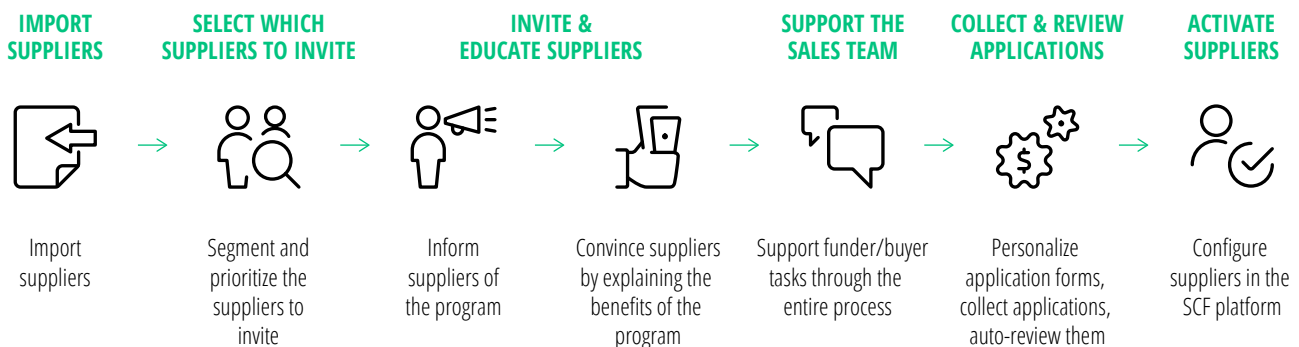 IMPORT
SUPPLIERS
SELECT WHICH
SUPPLIERS TO INVITE
INVITE &
EDUCATE SUPPLIERS
SUPPORT THE
SALES TEAM
COLLECT & REVIEW
APPLICATIONS
ACTIVATE
SUPPLIERS
$
Import
suppliers
Segment and
prioritize the
suppliers to
invite
Inform
suppliers of
the program
Convince suppliers
by explaining the
benefits of the
program
Support funder/buyer
tasks through the
entire process
Personalize
application forms,
collect applications,
auto-review them
Configure
suppliers in the
SCF platform